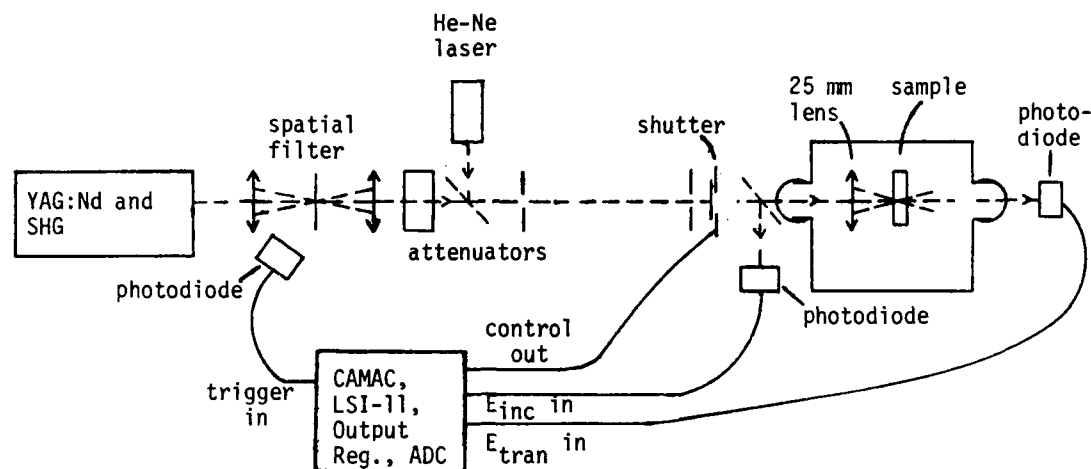 He-Ne
laser
25 mm
lens
sample
photo-
diode
spatial
filter
shutter
YAG:Nd and
SHG
attenuators
photodiode
photodiode
control
out
trigger
in
CAMAC,
LSI-11,
Output
Reg., ADC
E_inc in
E_tran in